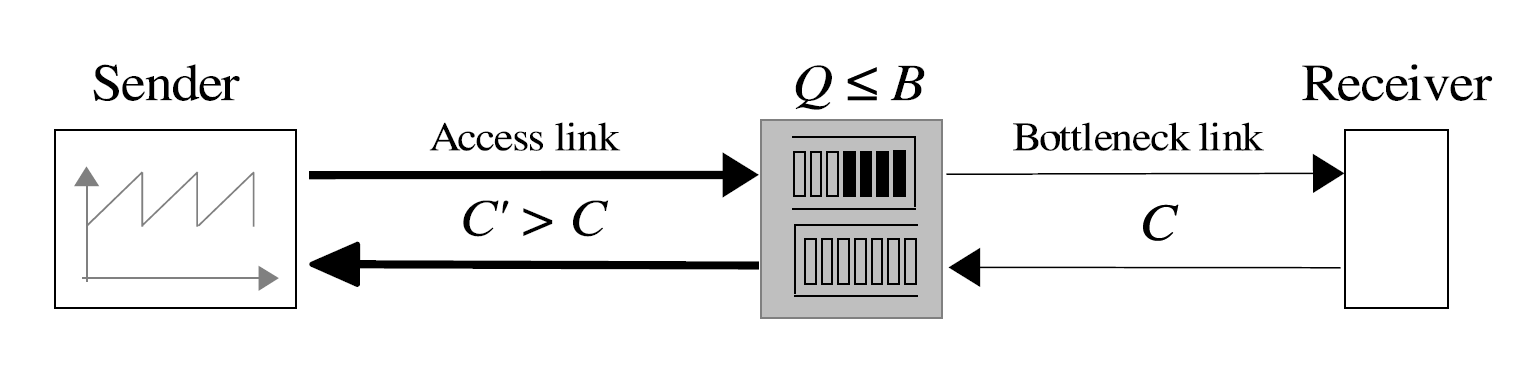 Sender
Q ≤ B
Receiver
Access link
Bottleneck link
C' > C
C